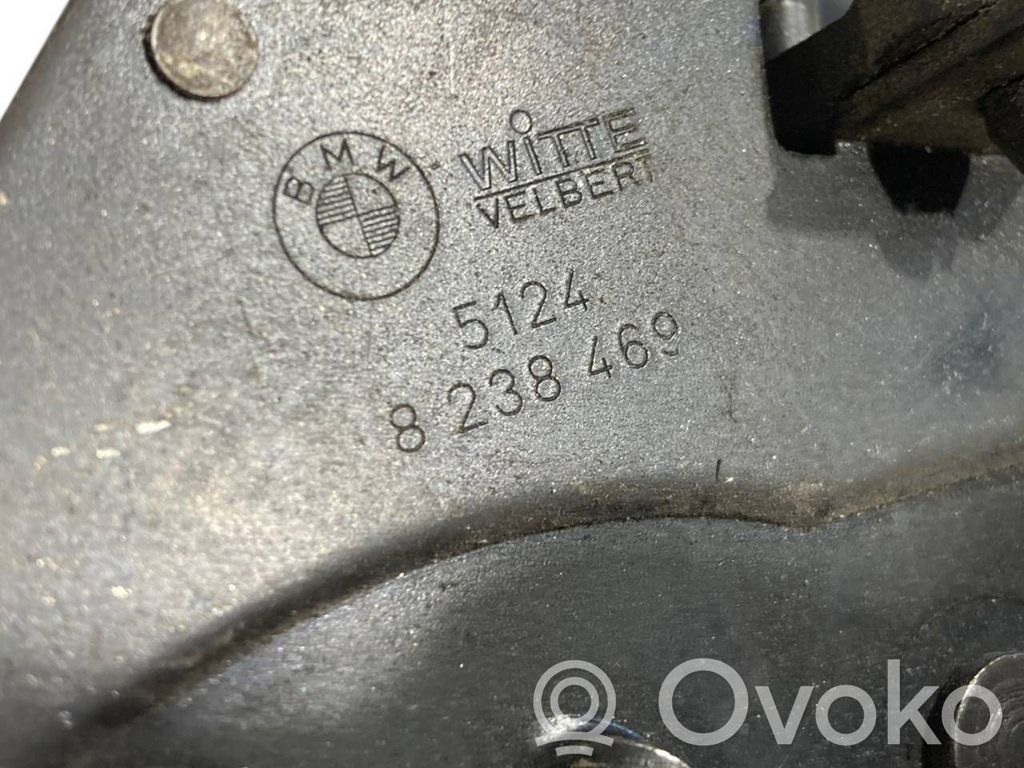 BMW
WiTTE
VELBERT
5124
8 238 469
Ovoko